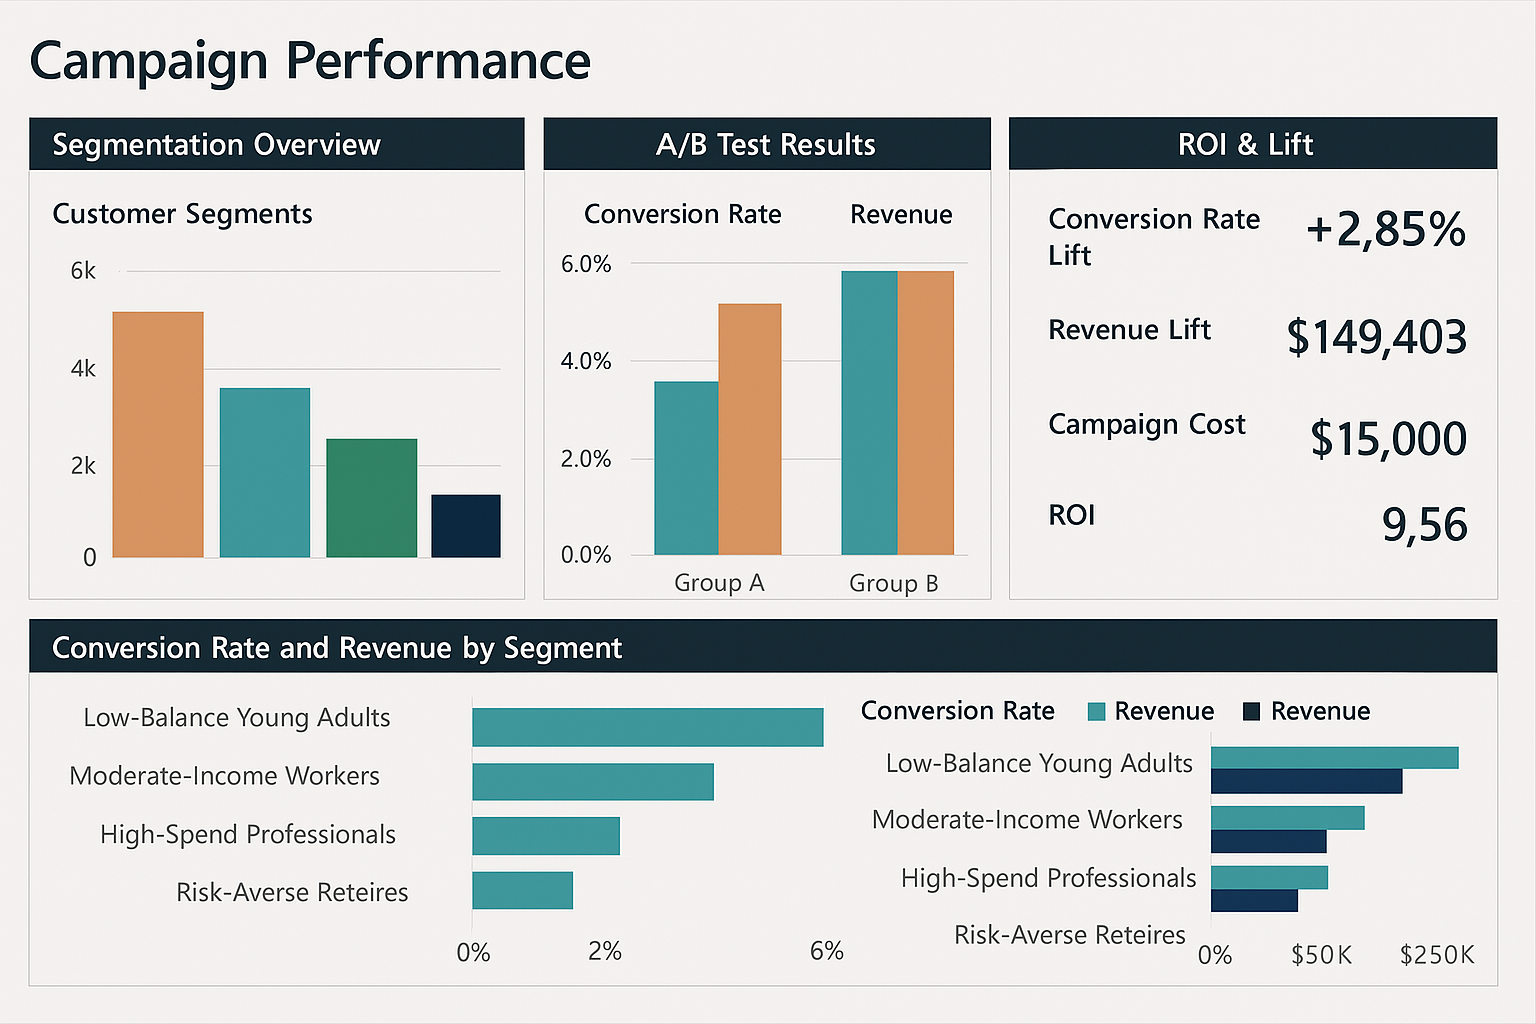 Campaign Performance
Segmentation Overview
Customer Segments
6k
4k
2k
0
A/B Test Results
Conversion Rate Revenue
6.0%
4.0%
2.0%
0.0%
Group A Group B
ROI & Lift
Conversion Rate
Lift
+2,85%
Revenue Lift $149,403
Campaign Cost $15,000
ROI 9,56
Conversion Rate and Revenue by Segment
Low-Balance Young Adults
Moderate-Income Workers
High-Spend Professionals
Risk-Averse Reteires
0% 2% 6%
Conversion Rate Revenue Revenue
Low-Balance Young Adults
Moderate-Income Workers
High-Spend Professionals
Risk-Averse Reteires
0% $50K $250K